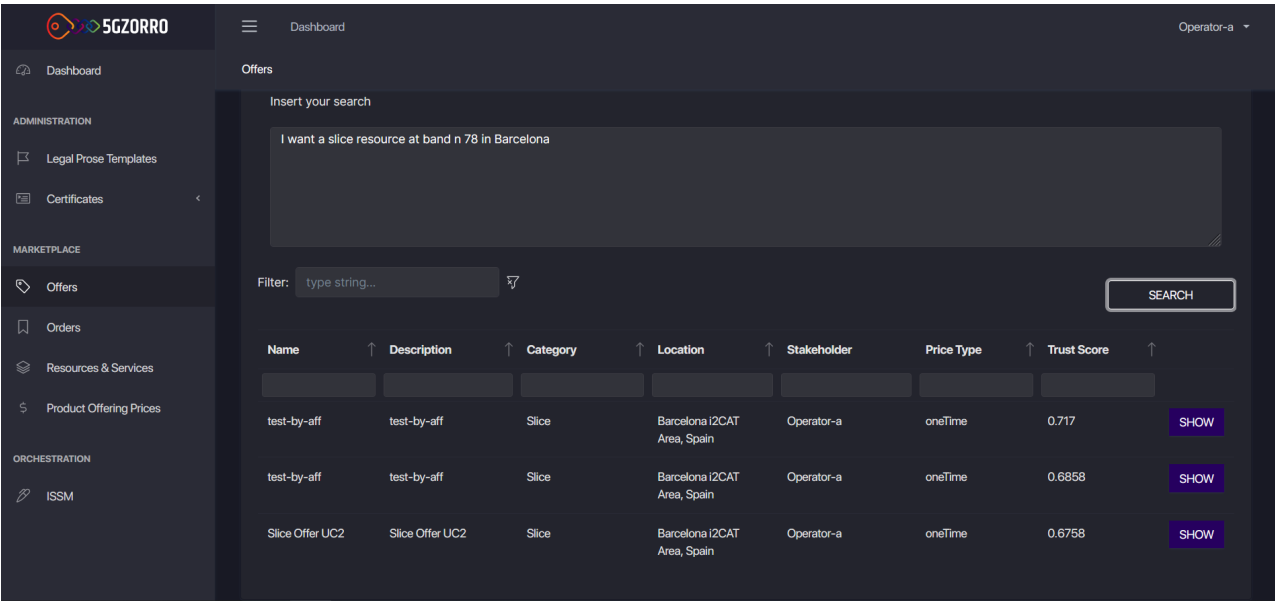 5GZORRO
Dashboard
Operator-a
Dashboard
Offers
ADMINISTRATION
Legal Prose Templates
Certificates
MARKETPLACE
Offers
Orders
Resources & Services
Product Offering Prices
ORCHESTRATION
ISSM
Insert your search
I want a slice resource at band n 78 in Barcelona
Filter: type string...
SEARCH
Name Description Category Location Stakeholder Price Type Trust Score
test-by-aff test-by-aff Slice Barcelona i2CAT Operator-a oneTime 0.717 SHOW
Area, Spain
test-by-aff test-by-aff Slice Barcelona i2CAT Operator-a oneTime 0.6858 SHOW
Area, Spain
Slice Offer UC2 Slice Offer UC2 Slice Barcelona i2CAT Operator-a oneTime 0.6758 SHOW
Area, Spain